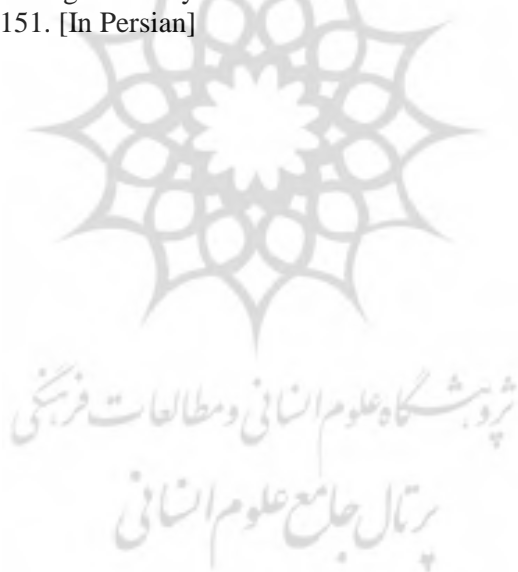 151. [In Persian]
پژوهشگاه علوم انسانی و مطالعات فرهنگی
پرتال جامع علوم انسانی